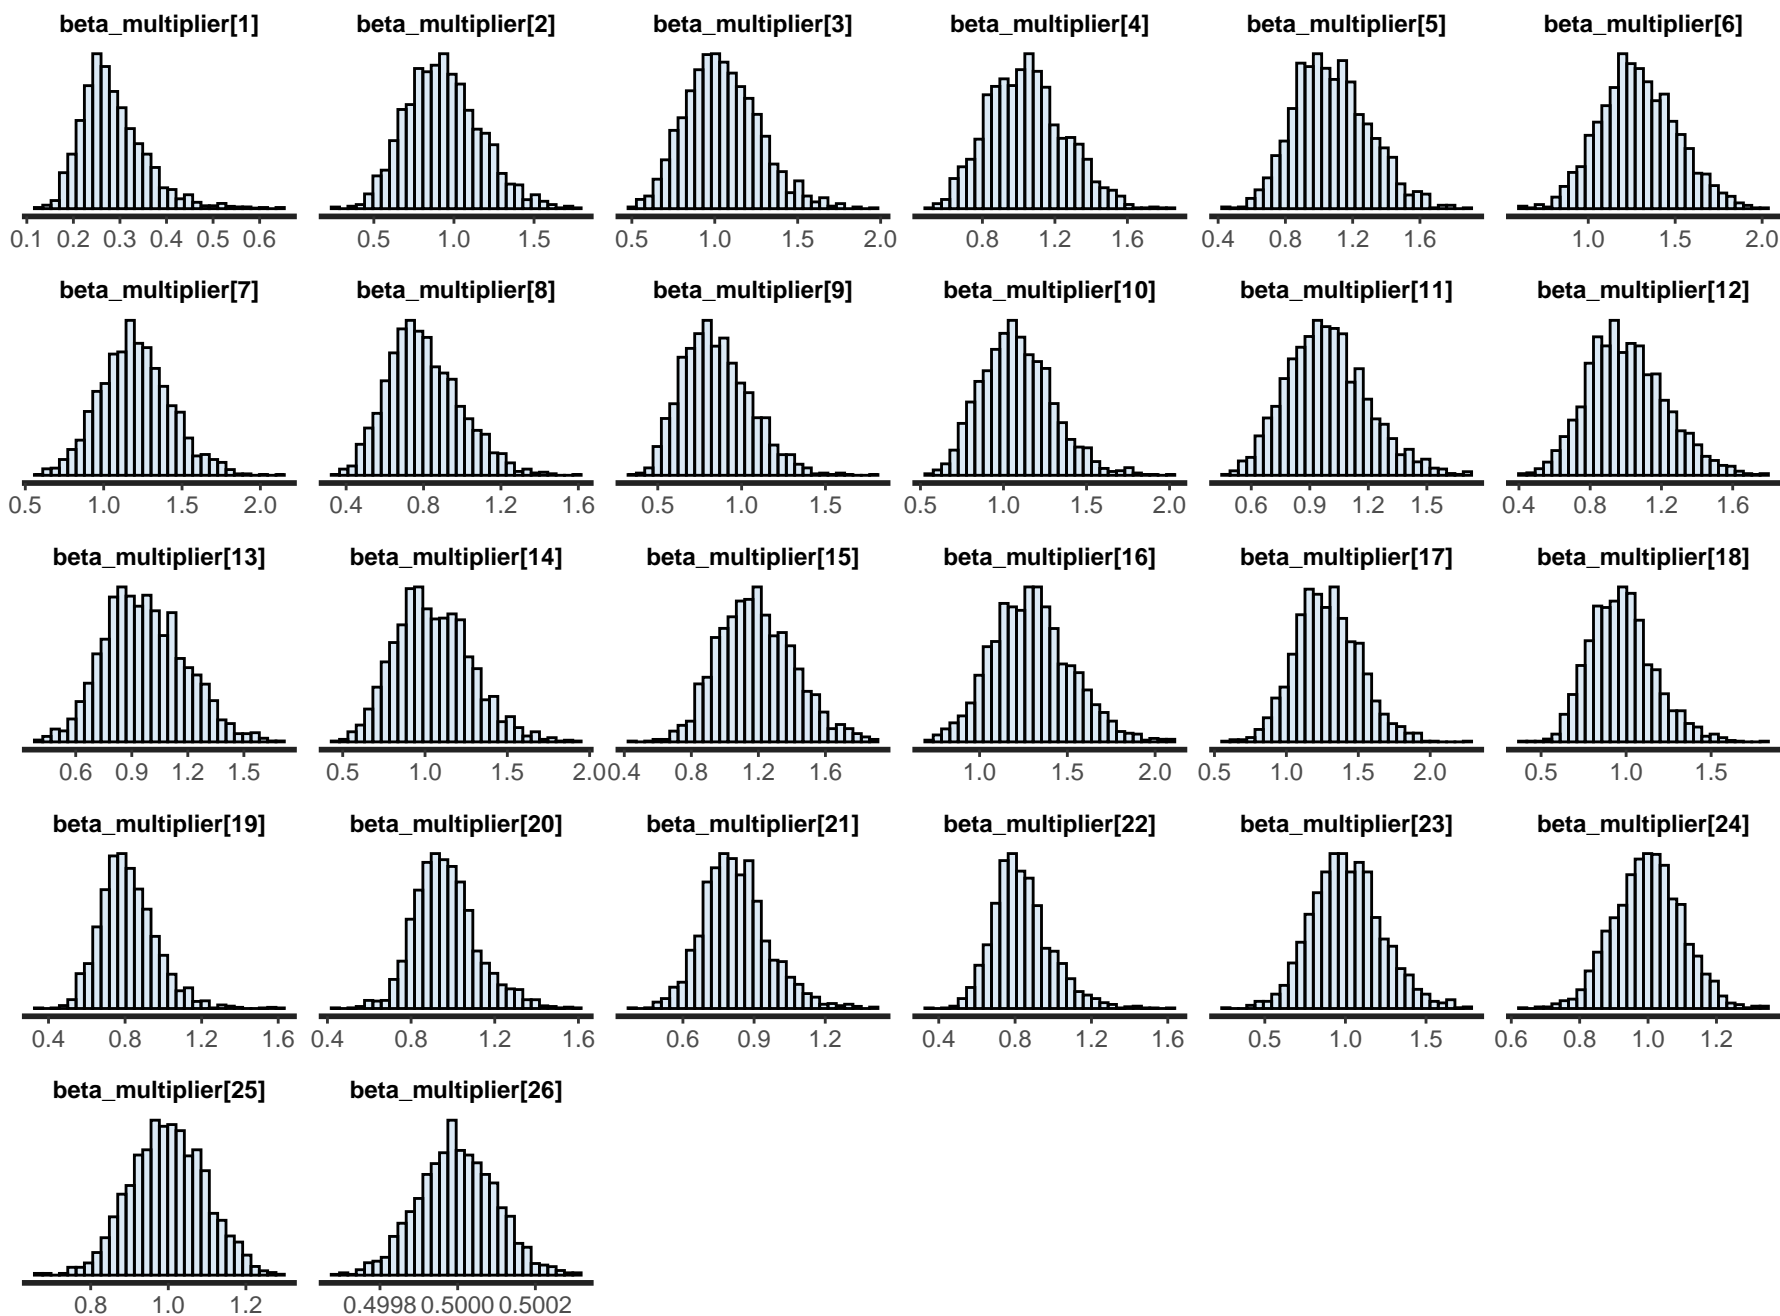 beta_multiplier[1] beta_multiplier[2] beta_multiplier[3] beta_multiplier[4] beta_multiplier[5] beta_multiplier[6]
0.1 0.2 0.3 0.4 0.5 0.6 0.5 1.0 1.5 0.5 1.0 1.5 2.0 0.8 1.2 1.6 0.4 0.8 1.2 1.6 1.0 1.5 2.0
beta_multiplier[7] beta_multiplier[8] beta_multiplier[9] beta_multiplier[10] beta_multiplier[11] beta_multiplier[12]
0.5 1.0 1.5 2.0 0.4 0.8 1.2 1.6 0.5 1.0 1.5 0.5 1.0 1.5 2.0 0.6 0.9 1.2 1.5 0.4 0.8 1.2 1.6
beta_multiplier[13] beta_multiplier[14] beta_multiplier[15] beta_multiplier[16] beta_multiplier[17] beta_multiplier[18]
0.6 0.9 1.2 1.5 0.5 1.0 1.5 2.0 0.4 0.8 1.2 1.6 1.0 1.5 2.0 0.5 1.0 1.5 2.0 0.5 1.0 1.5
beta_multiplier[19] beta_multiplier[20] beta_multiplier[21] beta_multiplier[22] beta_multiplier[23] beta_multiplier[24]
0.4 0.8 1.2 1.6 0.4 0.8 1.2 1.6 0.6 0.9 1.2 0.4 0.8 1.2 1.6 0.5 1.0 1.5 0.6 0.8 1.0 1.2
beta_multiplier[25] beta_multiplier[26]
0.8 1.0 1.2 0.4998 0.5000 0.5002